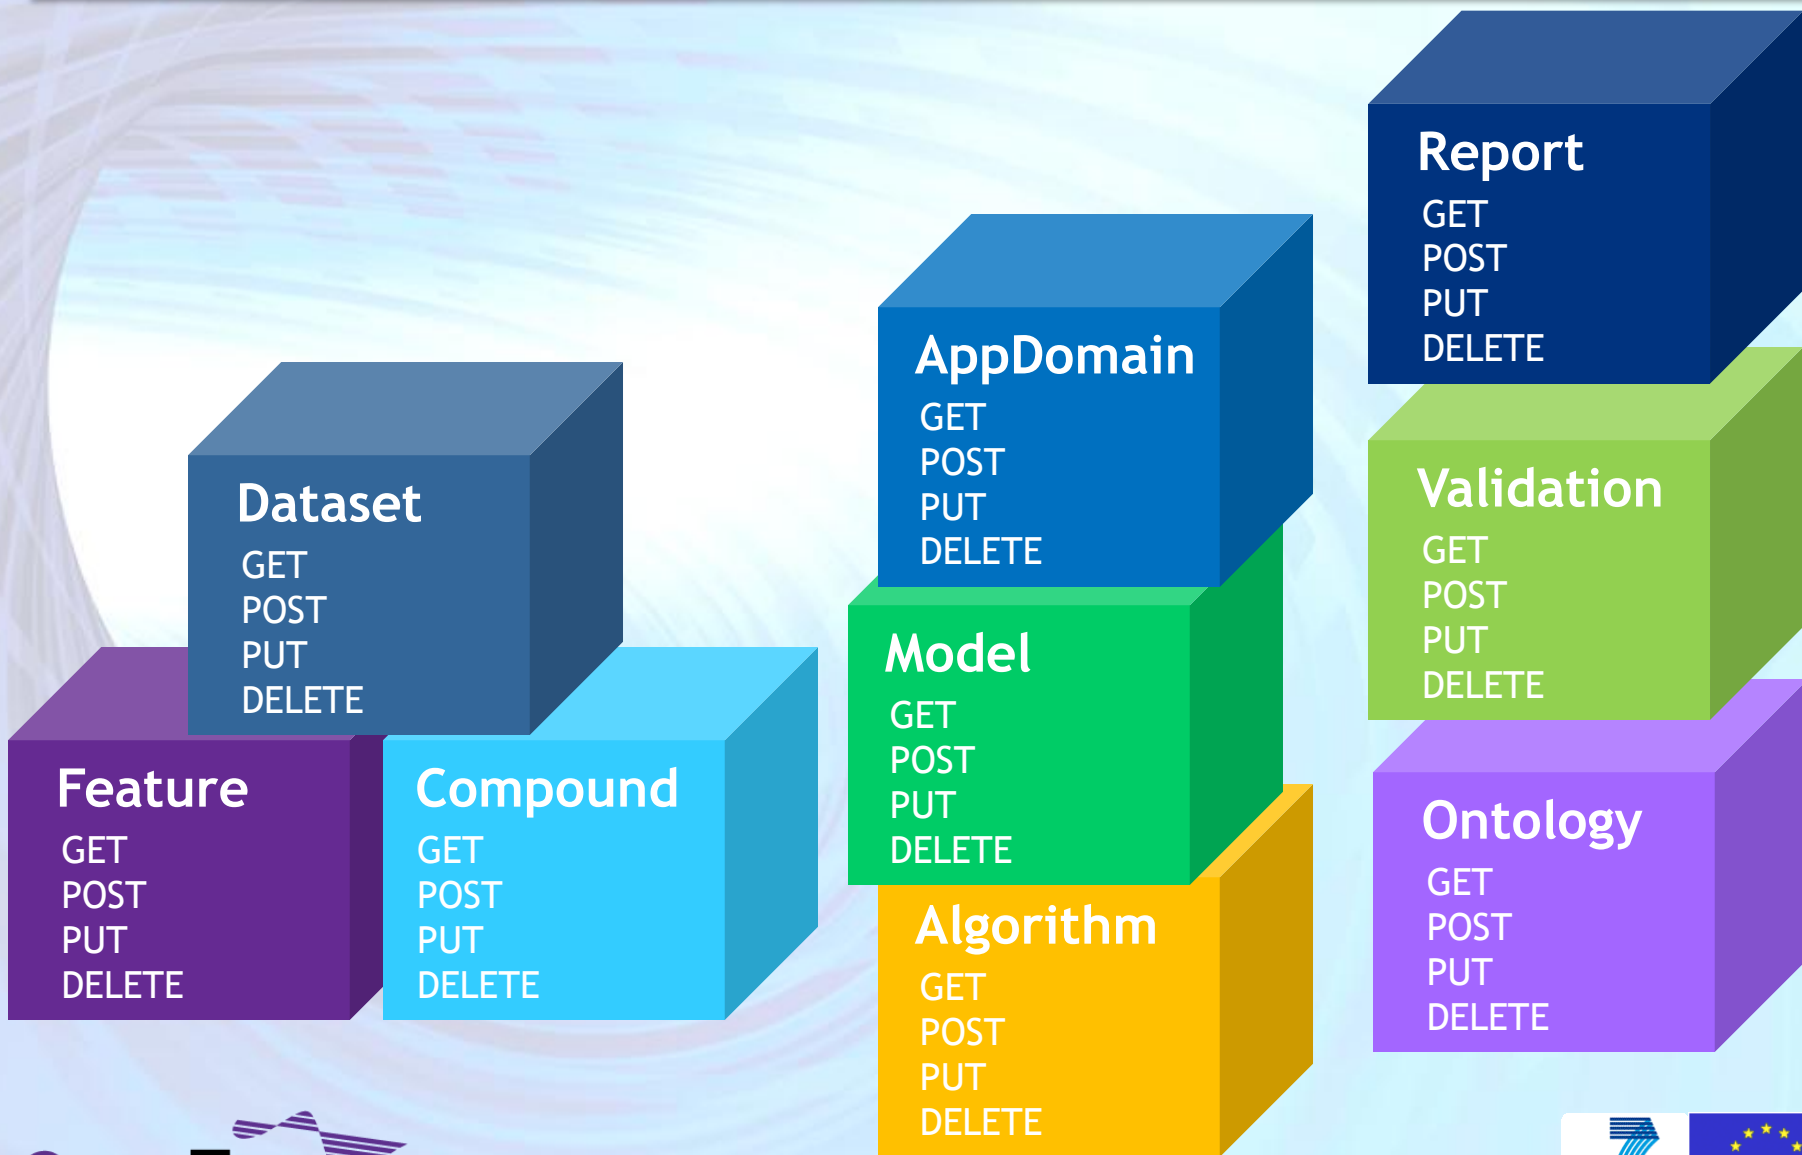 Report
GET
POST
PUT
DELETE
AppDomain
GET
POST
PUT
DELETE
Dataset
GET
POST
PUT
DELETE
Validation
GET
POST
PUT
DELETE
Model
GET
POST
PUT
DELETE
Feature
GET
POST
PUT
DELETE
Compound
GET
POST
PUT
DELETE
Algorithm
GET
POST
PUT
DELETE
Ontology
GET
POST
PUT
DELETE